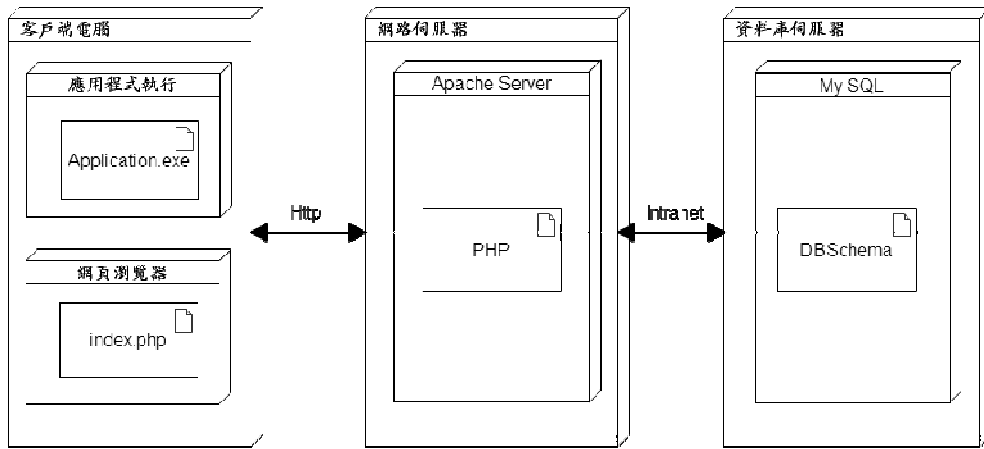 客戶端電腦
應用程式執行
Application.exe
網頁瀏覽器
index.php
Http
網路伺服器
Apache Server
PHP
Intranet
資料庫伺服器
My SQL
DBSchema